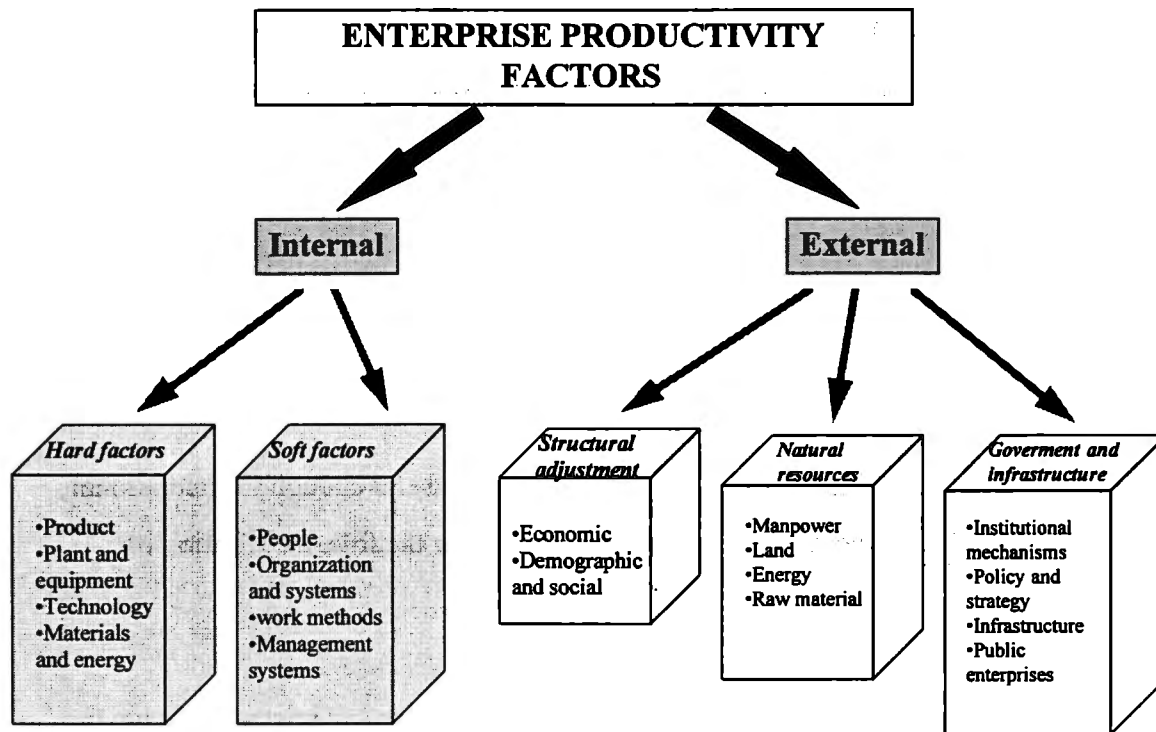 ENTERPRISE PRODUCTIVITY
FACTORS
Internal
External
Hard factors
•Product
•Plant and
equipment
•Technology
•Materials
and energy
Soft factors
•People
•Organization
and systems
•work methods
•Management
systems
Structural
adjustment
•Economic
•Demographic
and social
Natural
resources
•Manpower
•Land
•Energy
•Raw material
Goverment and
infrastructure
•Institutional
mechanisms
•Policy and
strategy
•Infrastructure
•Public
enterprises